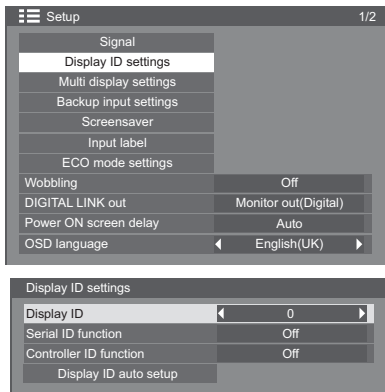 Setup 1/2
Signal
Display ID settings
Multi display settings
Backup input settings
Screensaver
Input label
ECO mode settings
Wobbling Off
DIGITAL LINK out Monitor out(Digital)
Power ON screen delay Auto
OSD language English(UK)
Display ID settings
Display ID 0
Serial ID function Off
Controller ID function Off
Display ID auto setup